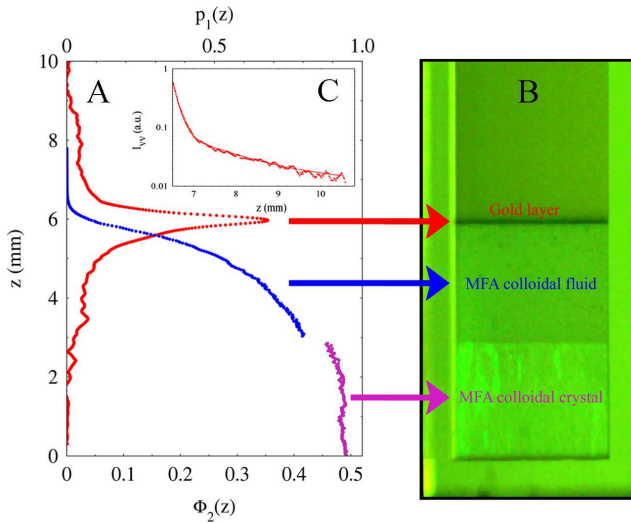 p₁(z)
0 0.5 1.0
10
A
C
B
1
0.1
0.01
I_VV (a.u.)
7 8 9 10
z (mm)
8
6
4
2
0
z (mm)
Gold layer
MFA colloidal fluid
MFA colloidal crystal
0 0.1 0.2 0.3 0.4 0.5
Φ₂(z)